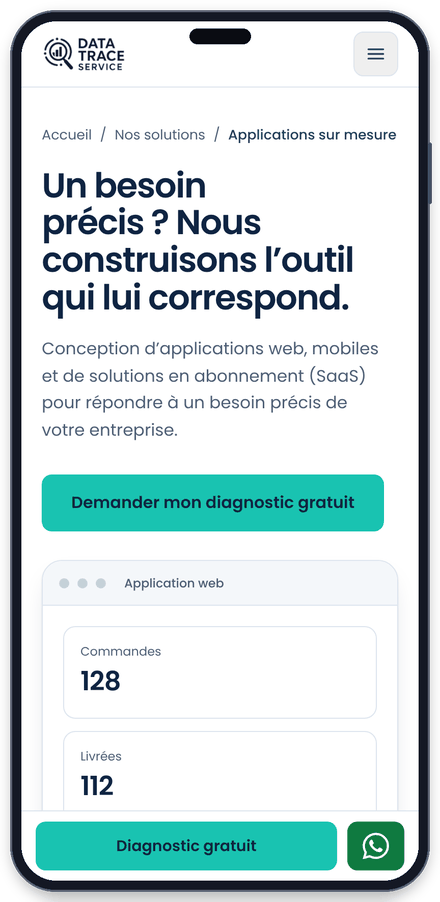 DATA
TRACE
SERVICE
Accueil / Nos solutions / Applications sur mesure
Un besoin
précis ? Nous
construisons l’outil
qui lui correspond.
Conception d’applications web, mobiles
et de solutions en abonnement (SaaS)
pour répondre à un besoin précis de
votre entreprise.
Demander mon diagnostic gratuit
Application web
Commandes
128
Livrées
112
Diagnostic gratuit